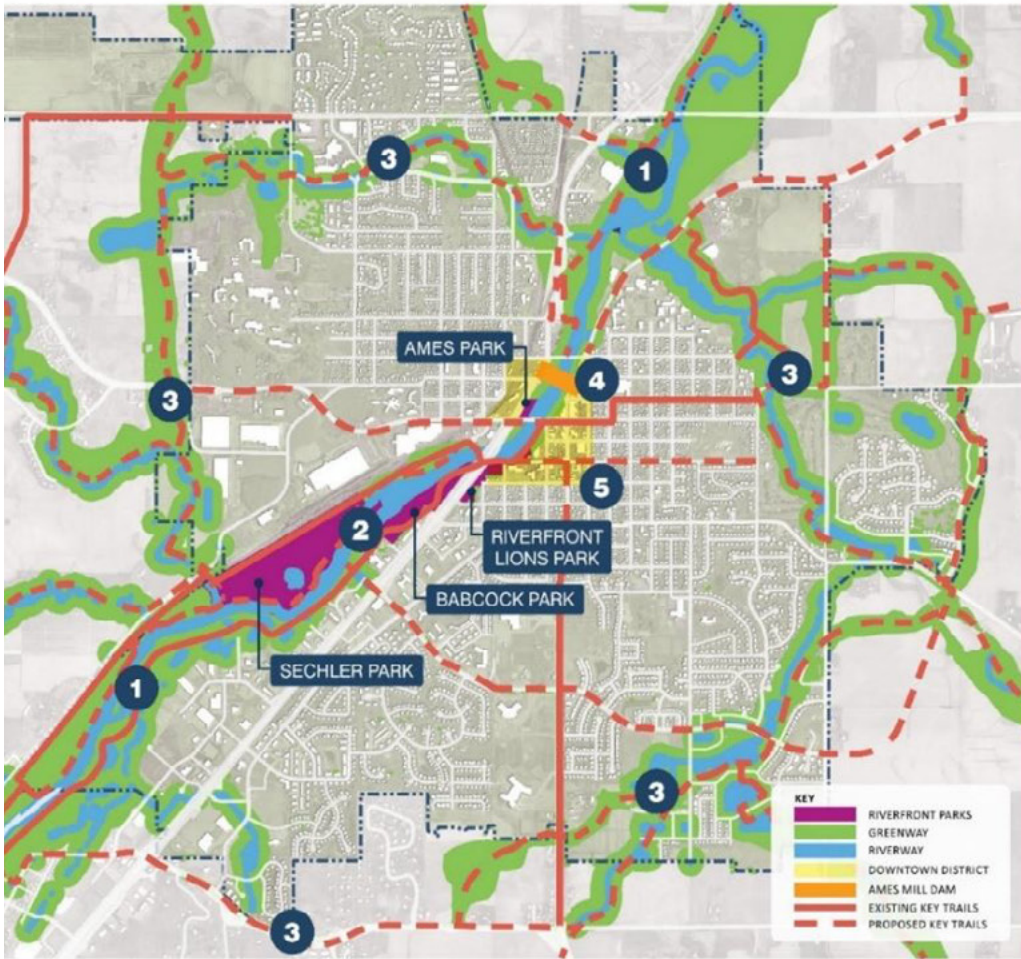 3
1
AMES PARK
4
3
3
5
2
RIVERFRONT
LIONS PARK
BABCOCK PARK
SECHLER PARK
1
3
3
KEY
RIVERFRONT PARKS
GREENWAY
RIVERWAY
DOWNTOWN DISTRICT
AMES MILL DAM
EXISTING KEY TRAILS
PROPOSED KEY TRAILS